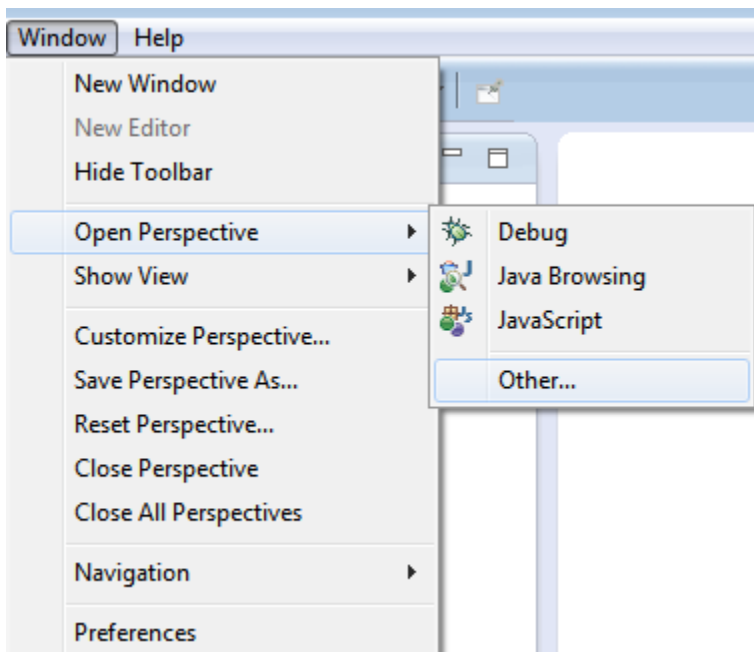 Window Help
New Window
New Editor
Hide Toolbar
Open Perspective
Show View
Customize Perspective...
Save Perspective As...
Reset Perspective...
Close Perspective
Close All Perspectives
Navigation
Preferences
Debug
Java Browsing
JavaScript
Other...